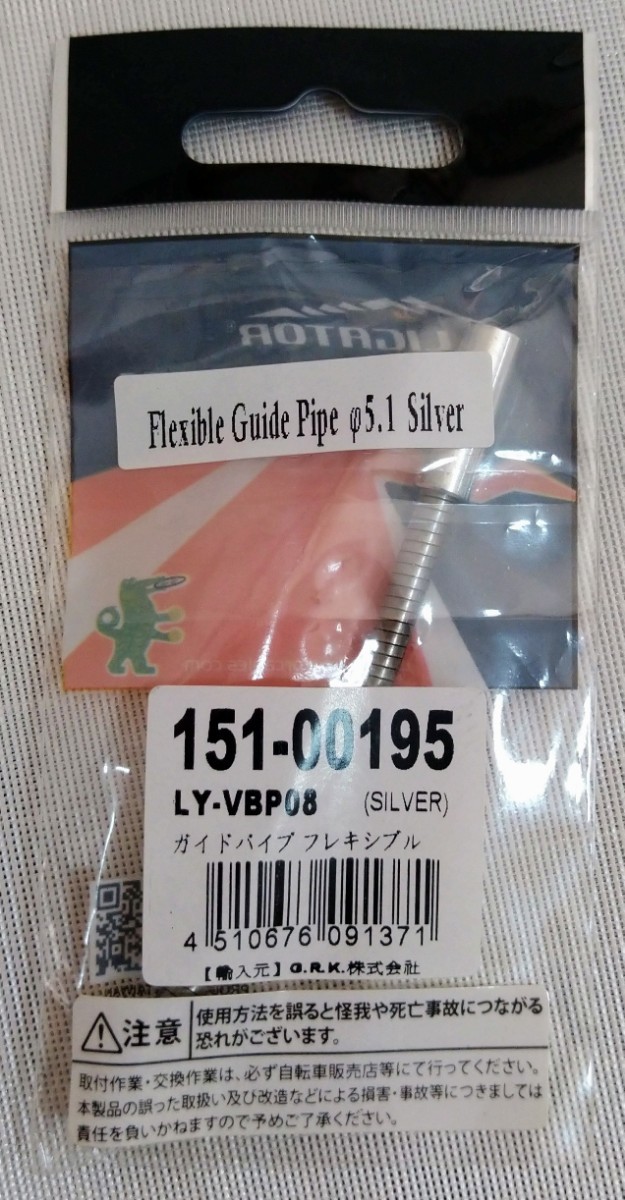 LIGATOR®
Flexible Guide Pipe φ5.1 Silver
151-00195
LY-VBP08 (SILVER)
ガイドパイプ フレキシブル
4 510676 091371
【輸入元】G.R.K.株式会社
注意
使用方法を誤ると怪我や死亡事故につながる
恐れがございます。
取付作業・交換作業は、必ず自転車販売店等にて行ってください。
本製品の誤った取扱い及び改造などによる損害・事故等につきましては
責任を負いかねますので予めご了承ください。